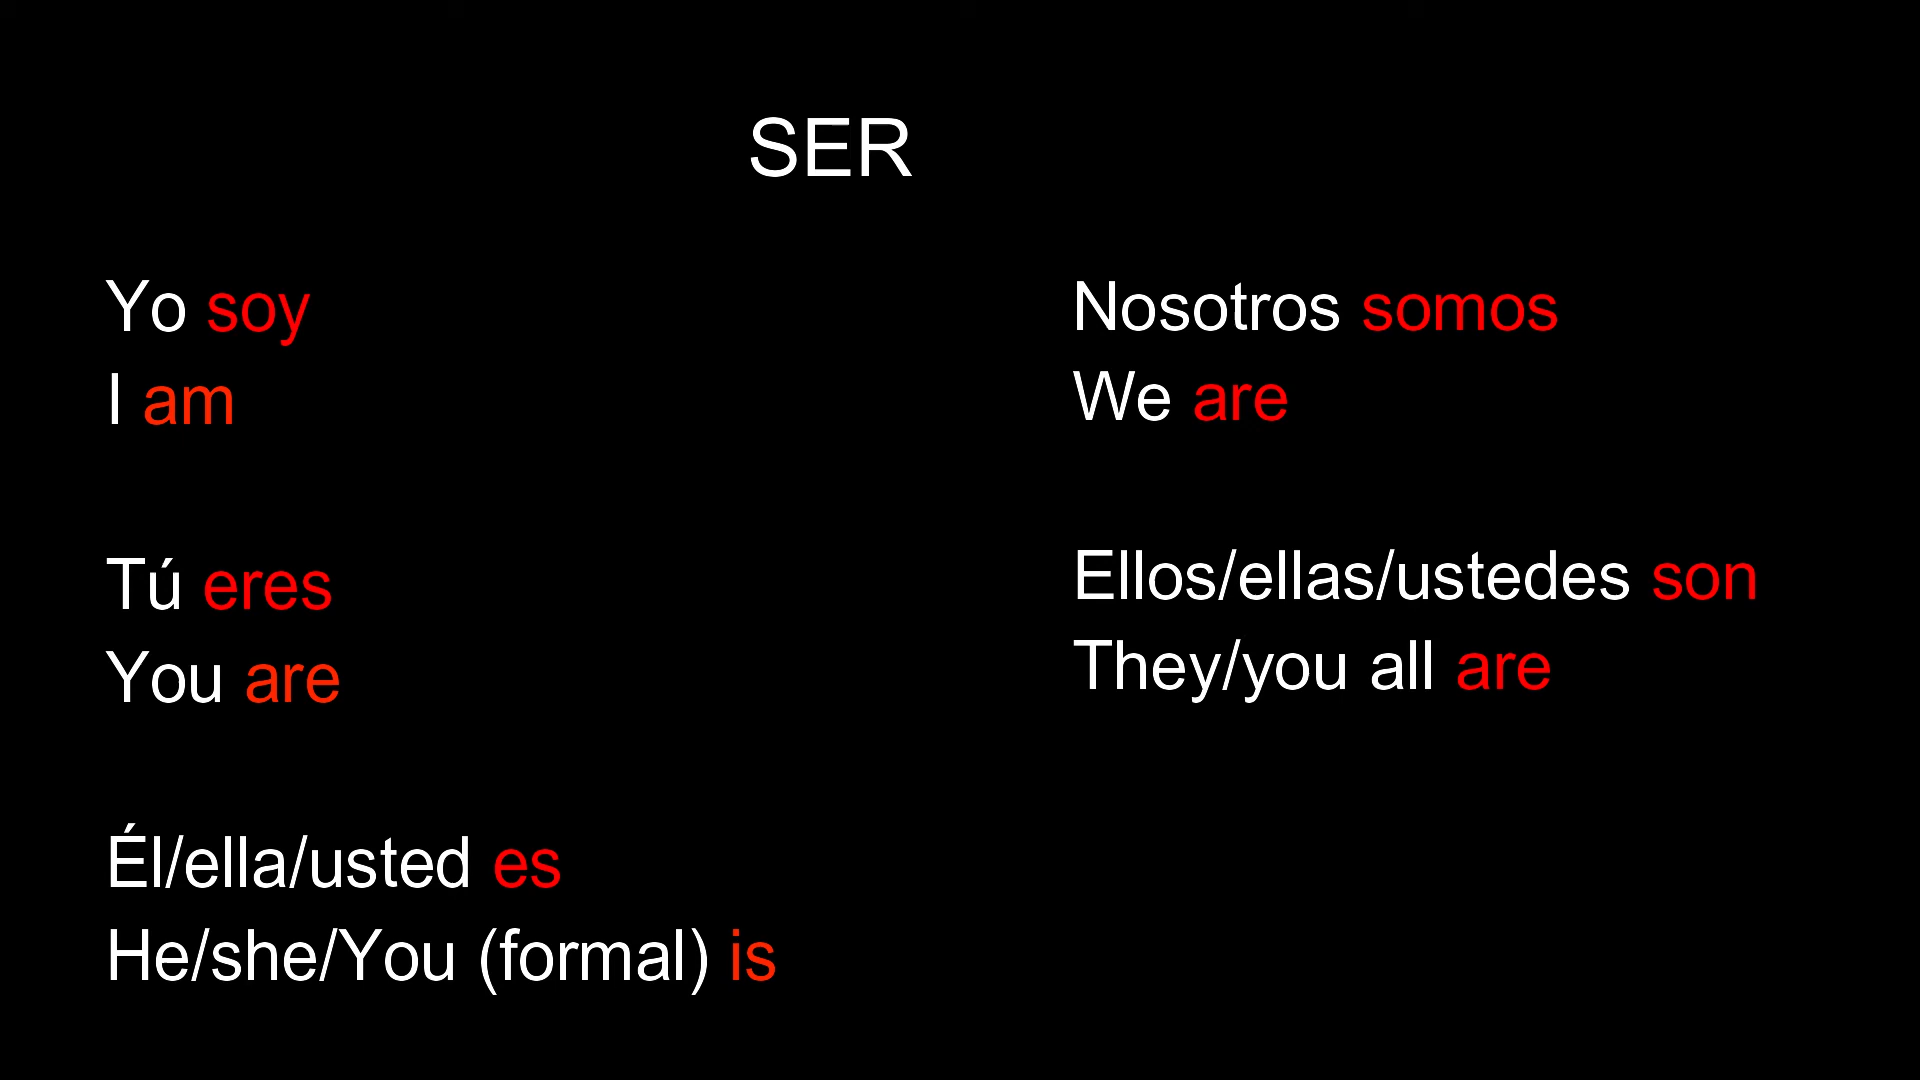 SER
Yo soy
I am
Tú eres
You are
Él/ella/usted es
He/she/You (formal) is
Nosotros somos
We are
Ellos/ellas/ustedes son
They/you all are